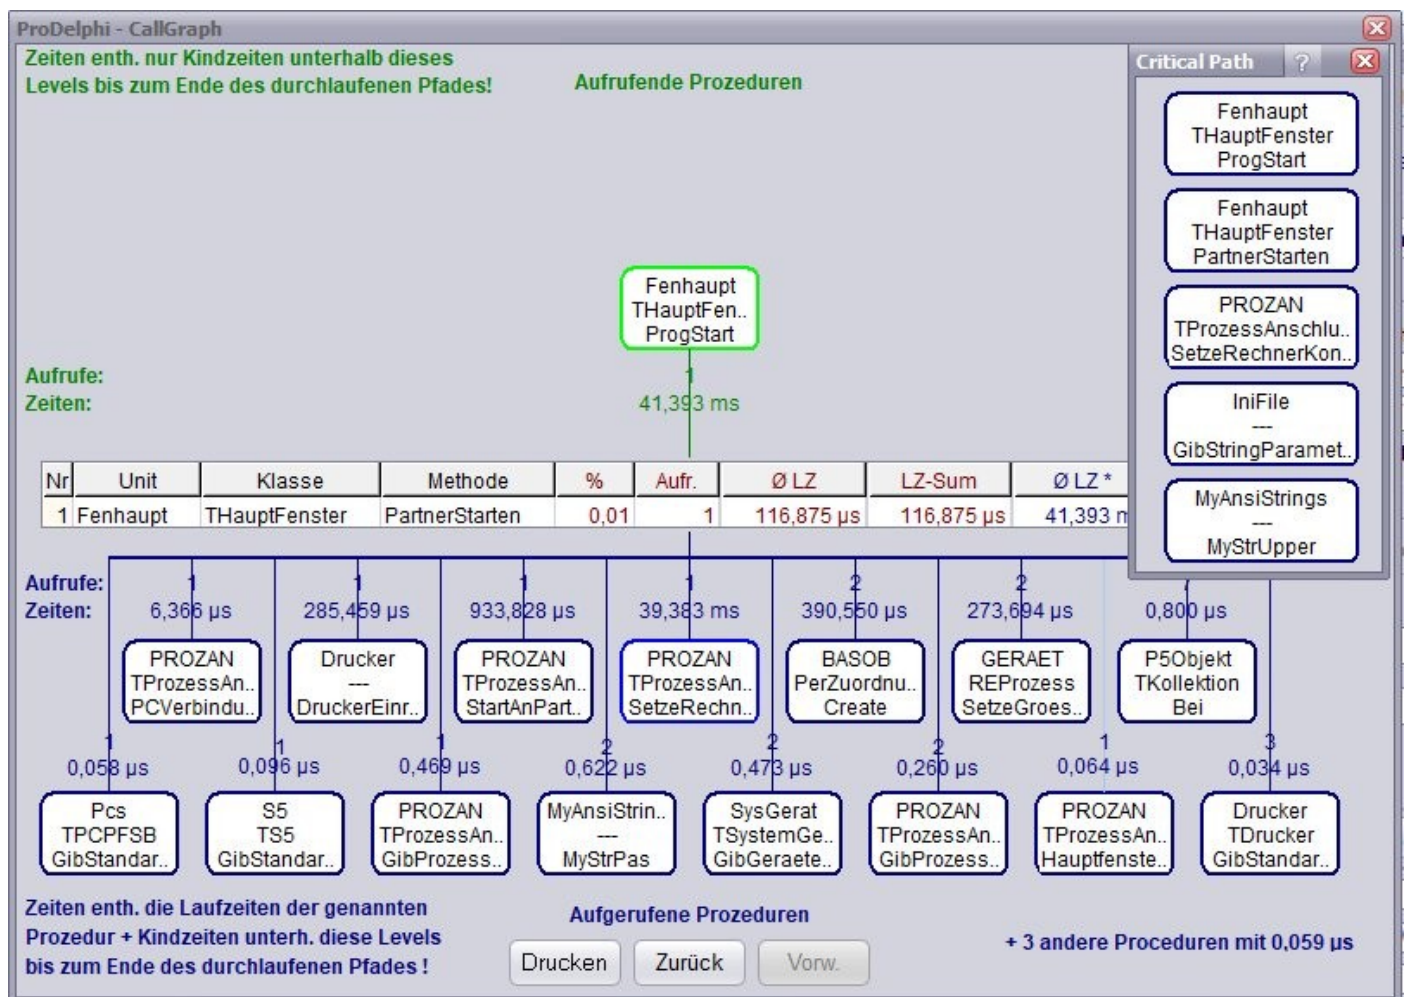 ProDelphi - CallGraph
Zeiten enth. nur Kindzeiten unterhalb dieses
Levels bis zum Ende des durchlaufenen Pfades!
Aufrufende Prozeduren
Critical Path ?
Fenhaupt
THauptFenster
ProgStart
Fenhaupt
THauptFenster
PartnerStarten
PROZAN
TProzessAnschlu..
SetzeRechnerKon..
IniFile
---
GibStringParamet..
MyAnsiStrings
---
MyStrUpper
Fenhaupt
THauptFen..
ProgStart
Aufrufe: 1
Zeiten: 41,393 ms
Nr Unit Klasse Methode % Aufr. Ø LZ LZ-Sum Ø LZ *
1 Fenhaupt THauptFenster PartnerStarten 0,01 1 116,875 µs 116,875 µs 41,393 m
Aufrufe: 1 1 1 1 2 2
Zeiten: 6,366 µs 285,459 µs 933,828 µs 39,383 ms 390,550 µs 273,694 µs 0,800 µs
PROZAN
TProzessAn..
PCVerbindu..
Drucker
---
DruckerEinr..
PROZAN
TProzessAn..
StartAnPart..
PROZAN
TProzessAn..
SetzeRechn..
BASOB
PerZuordnu..
Create
GERAET
REProzess
SetzeGroes..
P5Objekt
TKollektion
Bei
1 1 1 2 2 2 1 3
0,058 µs 0,096 µs 0,469 µs 0,622 µs 0,473 µs 0,260 µs 0,064 µs 0,034 µs
Pcs
TPCPFSB
GibStandar..
S5
TS5
GibStandar..
PROZAN
TProzessAn..
GibProzess..
MyAnsiStrin..
---
MyStrPas
SysGerat
TSystemGe..
GibGeraete..
PROZAN
TProzessAn..
GibProzess..
PROZAN
TProzessAn..
Hauptfenste..
Drucker
TDrucker
GibStandar..
Zeiten enth. die Laufzeiten der genannten
Prozedur + Kindzeiten unterh. diese Levels
bis zum Ende des durchlaufenen Pfades !
Aufgerufene Prozeduren
Drucken Zurück Vorw.
+ 3 andere Proceduren mit 0,059 µs